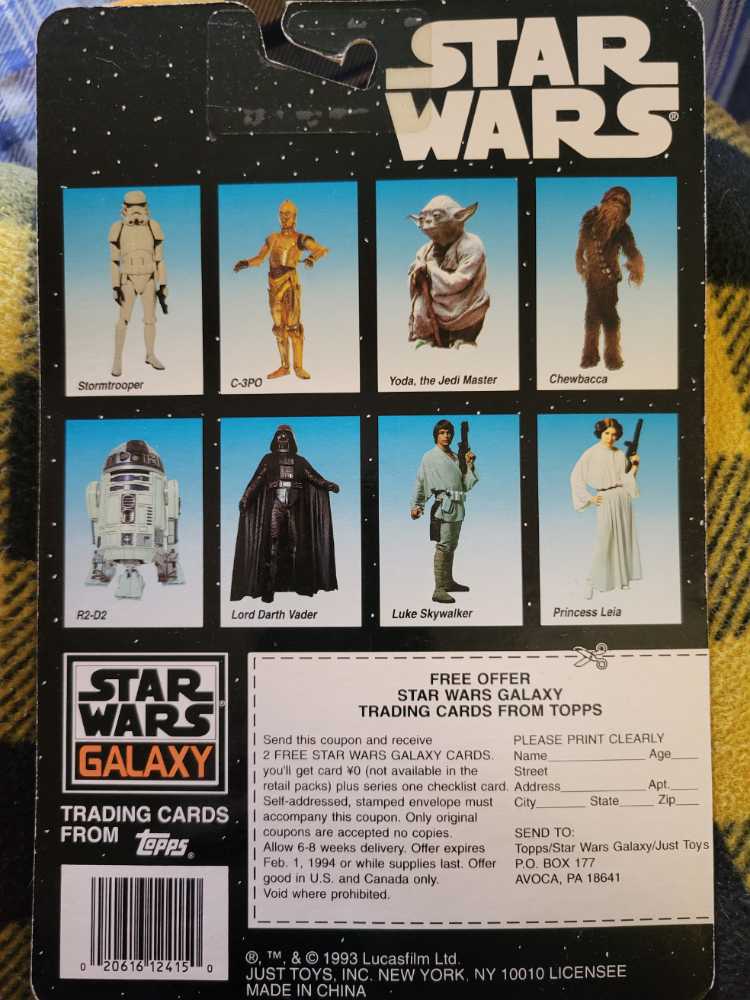 STAR
WARS®
Stormtrooper
C-3PO
Yoda, the Jedi Master
Chewbacca
R2-D2
Lord Darth Vader
Luke Skywalker
Princess Leia
STAR
WARS®
GALAXY
TRADING CARDS
FROM topps®
FREE OFFER
STAR WARS GALAXY
TRADING CARDS FROM TOPPS
Send this coupon and receive
2 FREE STAR WARS GALAXY CARDS.
you'll get card ¥0 (not available in the
retail packs) plus series one checklist card.
Self-addressed, stamped envelope must
accompany this coupon. Only original
coupons are accepted no copies.
Allow 6-8 weeks delivery. Offer expires
Feb. 1, 1994 or while supplies last. Offer
good in U.S. and Canada only.
Void where prohibited.
PLEASE PRINT CLEARLY
Name____________ Age___
Street
Address__________ Apt.___
City_____ State____ Zip___
SEND TO:
Topps/Star Wars Galaxy/Just Toys
P.O. BOX 177
AVOCA, PA 18641
0 20616 12415 0
®, ™, & © 1993 Lucasfilm Ltd.
JUST TOYS, INC. NEW YORK, NY 10010 LICENSEE
MADE IN CHINA